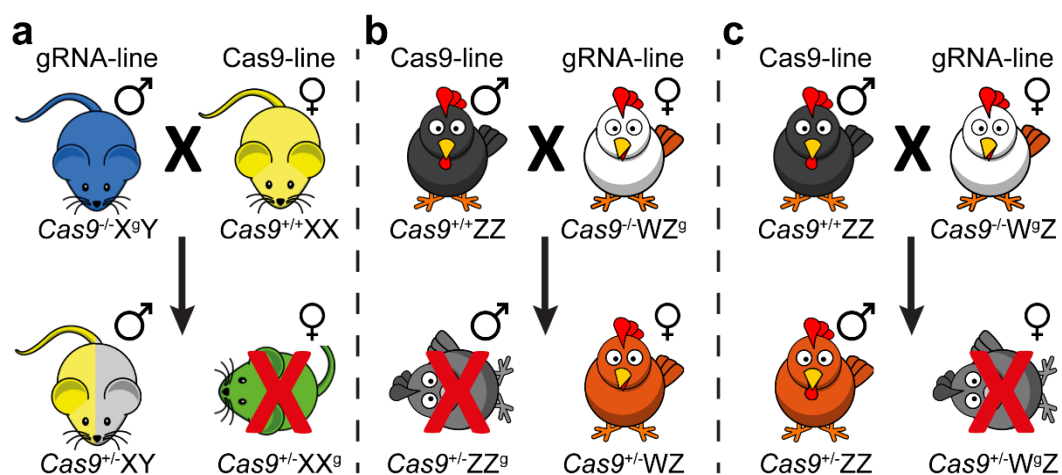 a
gRNA-line Cas9-line
♂ X ♀
Cas9-/-XgY Cas9+/+XX
♂ ♀
X
Cas9+/-XY Cas9+/-XXg
b
Cas9-line gRNA-line
♂ X ♀
Cas9+/+ZZ Cas9-/-WZg
♂ ♀
X
Cas9+/-ZZg Cas9+/-WZ
c
Cas9-line gRNA-line
♂ X ♀
Cas9+/+ZZ Cas9-/-WgZ
♂ ♀
X
Cas9+/-ZZ Cas9+/-WgZ